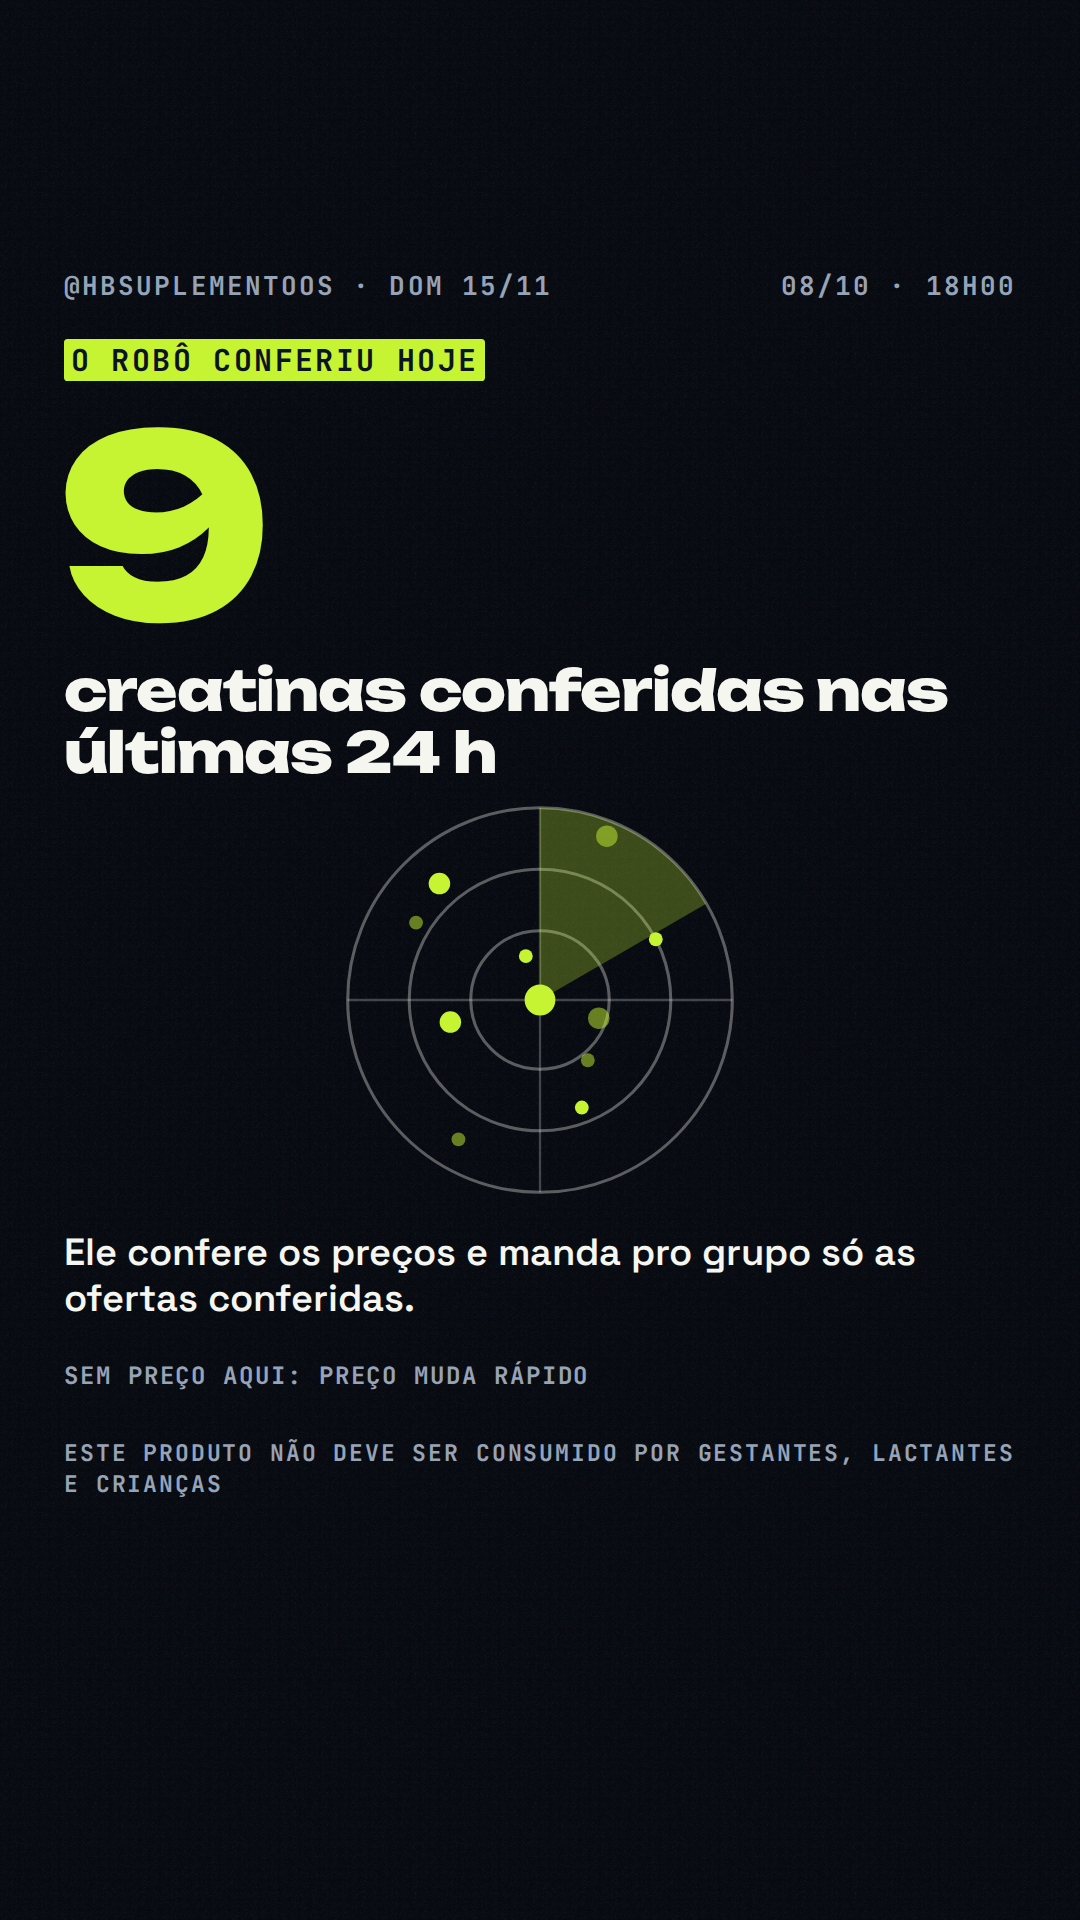 @HBSUPLEMENTOOS · DOM 15/11
08/10 · 18H00
O ROBÔ CONFERIU HOJE
9
creatinas conferidas nas
últimas 24 h
Ele confere os preços e manda pro grupo só as
ofertas conferidas.
SEM PREÇO AQUI: PREÇO MUDA RÁPIDO
ESTE PRODUTO NÃO DEVE SER CONSUMIDO POR GESTANTES, LACTANTES
E CRIANÇAS